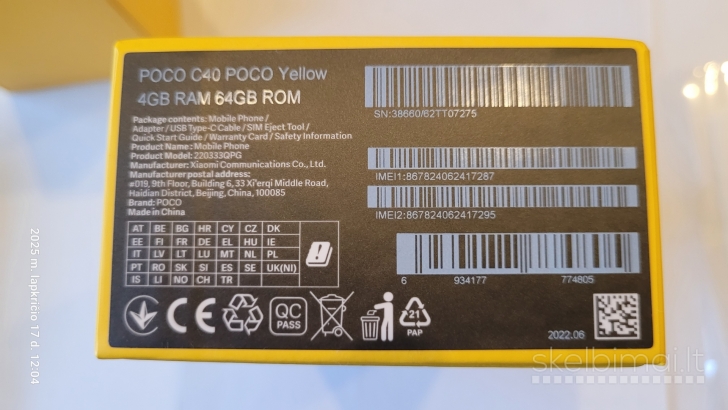 POCO C40 POCO Yellow
4GB RAM 64GB ROM
Package contents: Mobile Phone /
Adapter / USB Type-C Cable / SIM Eject Tool /
Quick Start Guide / Warranty Card / Safety Information
Product Name: Mobile Phone
Product Model: 220333QPG
Manufacturer: Xiaomi Communications Co., Ltd.
Manufacturer postal address:
#019, 9th Floor, Building 6, 33 Xi'erqi Middle Road,
Haidian District, Beijing, China, 100085
Brand: POCO
Made in China
SN:38660/62TT07275
IMEI1:867824062417287
IMEI2:867824062417295
6 934177 774805
AT BE BG HR CY CZ DK
EE FI FR DE EL HU IE
IT LV LT LU MT NL PL
PT RO SK SI ES SE UK(NI)
IS LI NO CH TR
CE
QC
PASS
21
PAP
2022.06
2025 m. lapkričio 17 d. 12:04
skelbimai.lt